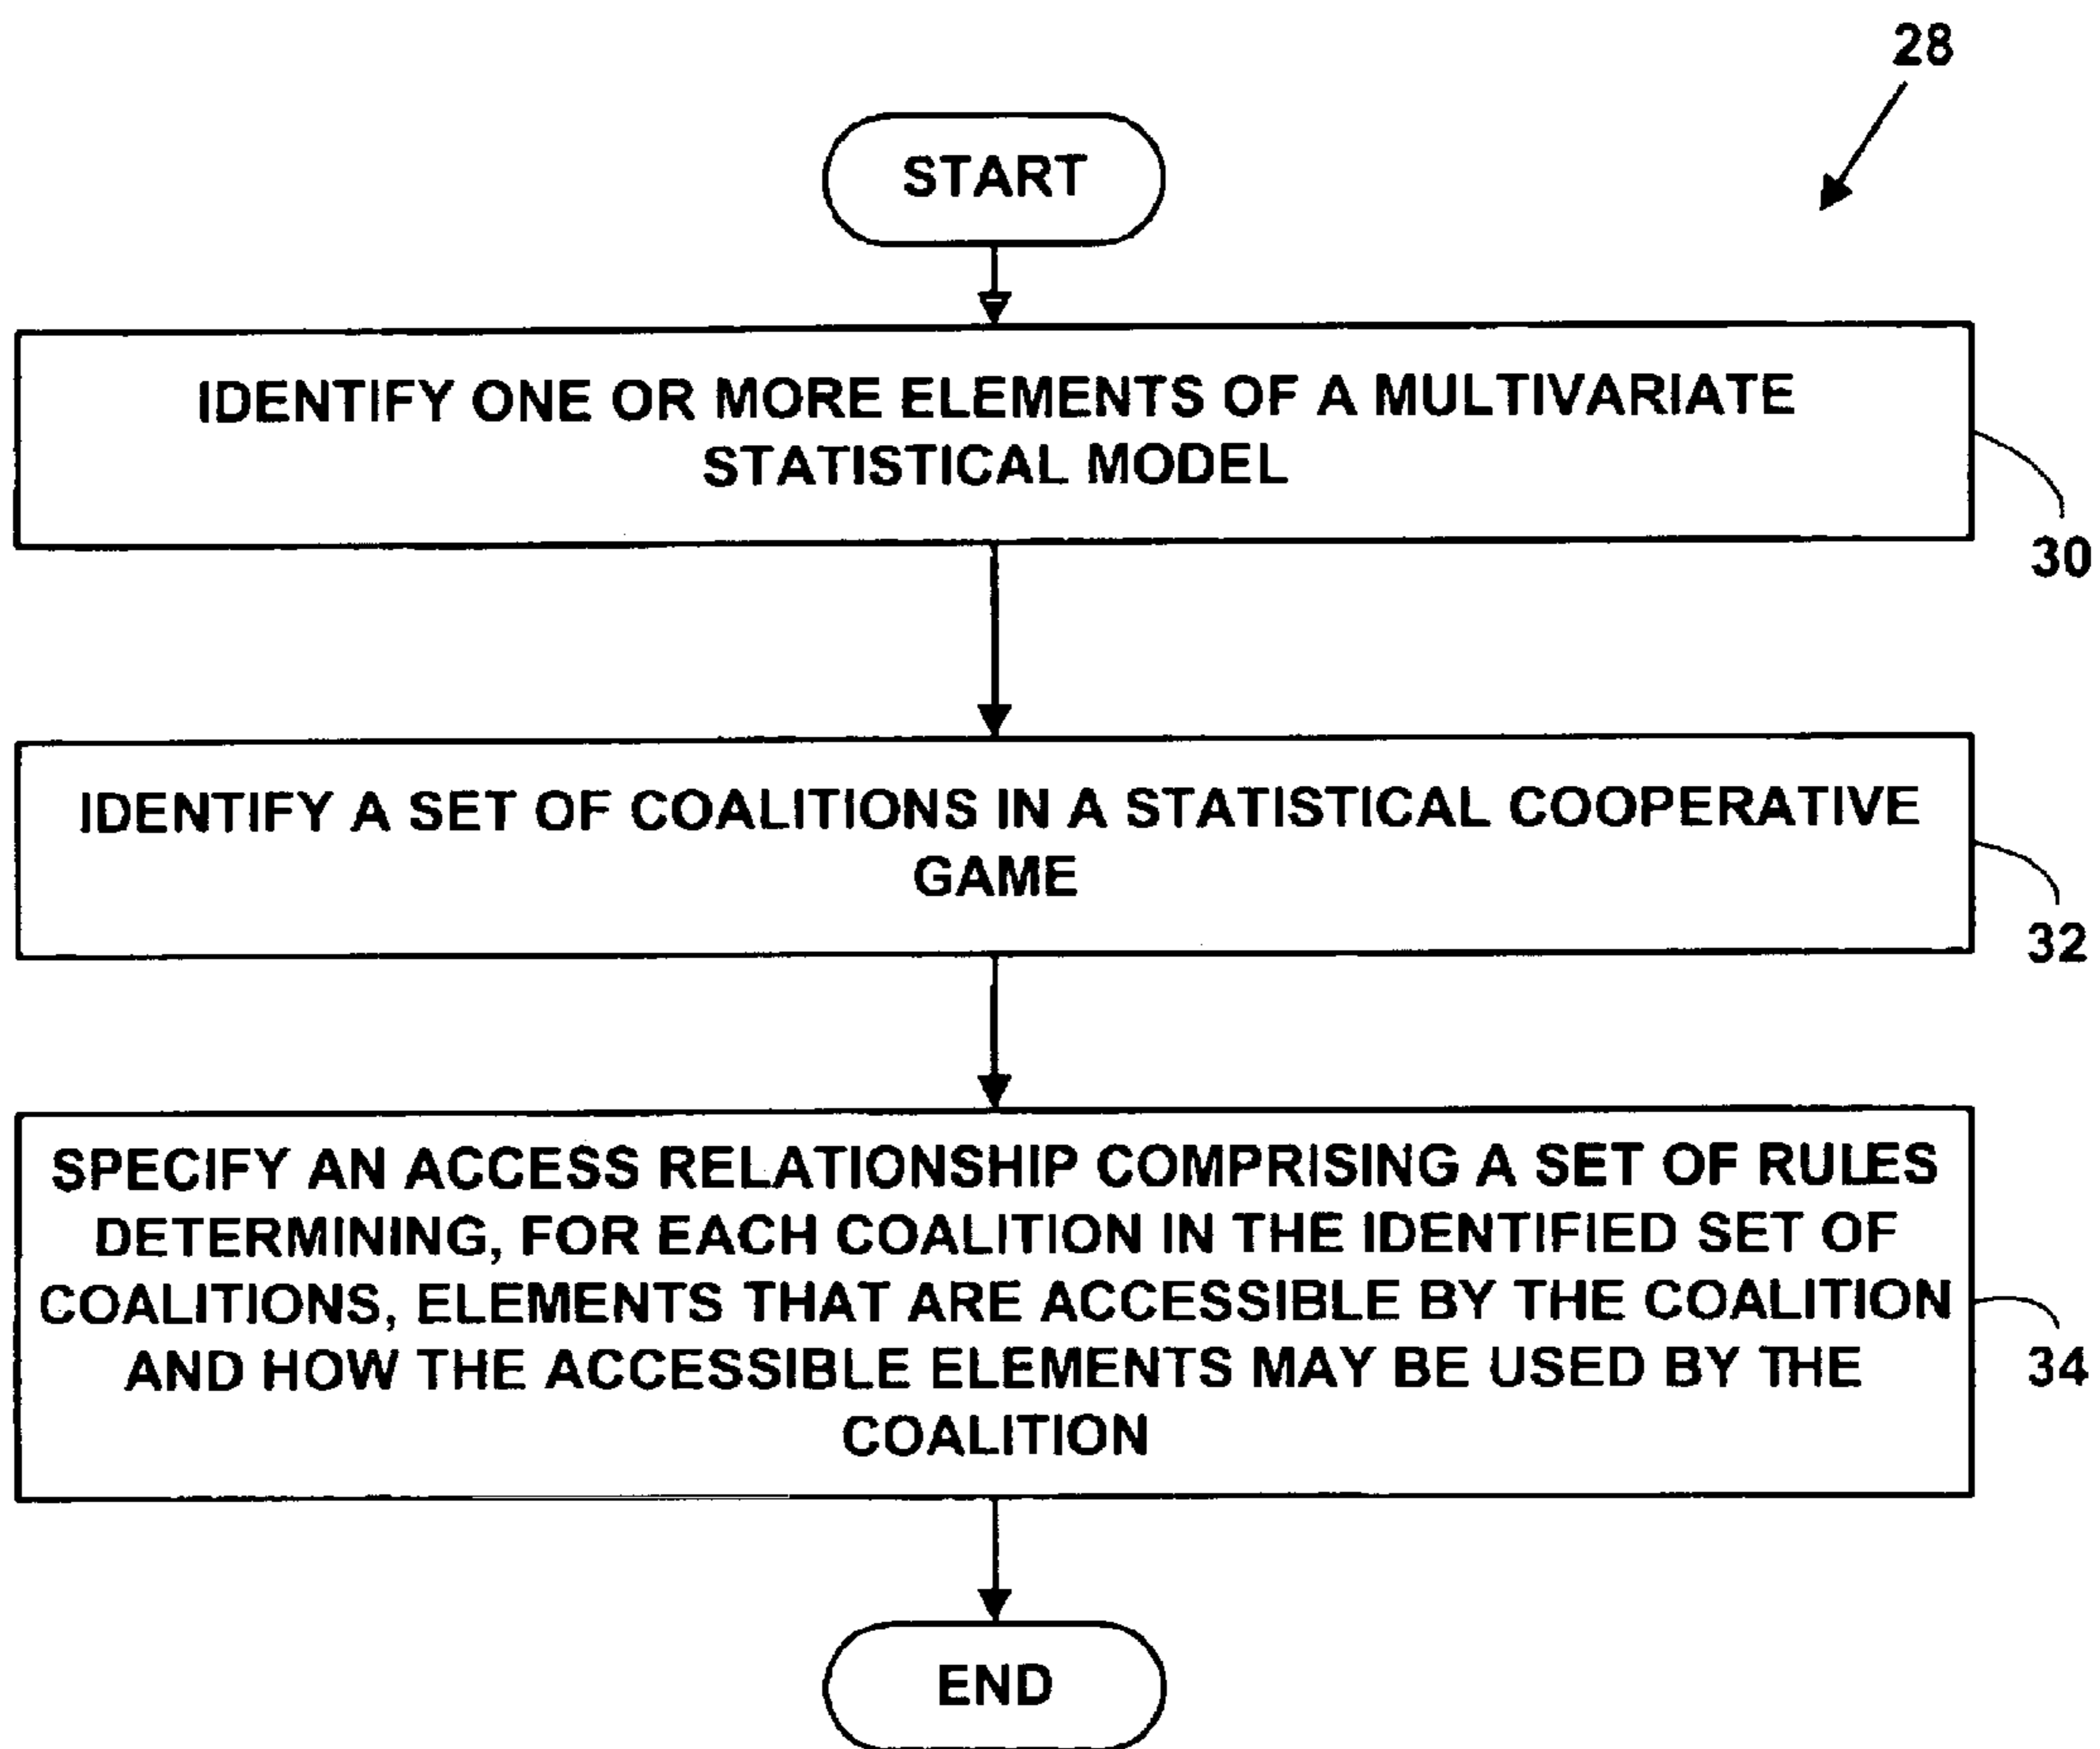 28
START
IDENTIFY ONE OR MORE ELEMENTS OF A MULTIVARIATE
STATISTICAL MODEL
30
IDENTIFY A SET OF COALITIONS IN A STATISTICAL COOPERATIVE
GAME
32
SPECIFY AN ACCESS RELATIONSHIP COMPRISING A SET OF RULES
DETERMINING, FOR EACH COALITION IN THE IDENTIFIED SET OF
COALITIONS, ELEMENTS THAT ARE ACCESSIBLE BY THE COALITION
AND HOW THE ACCESSIBLE ELEMENTS MAY BE USED BY THE
COALITION
34
END